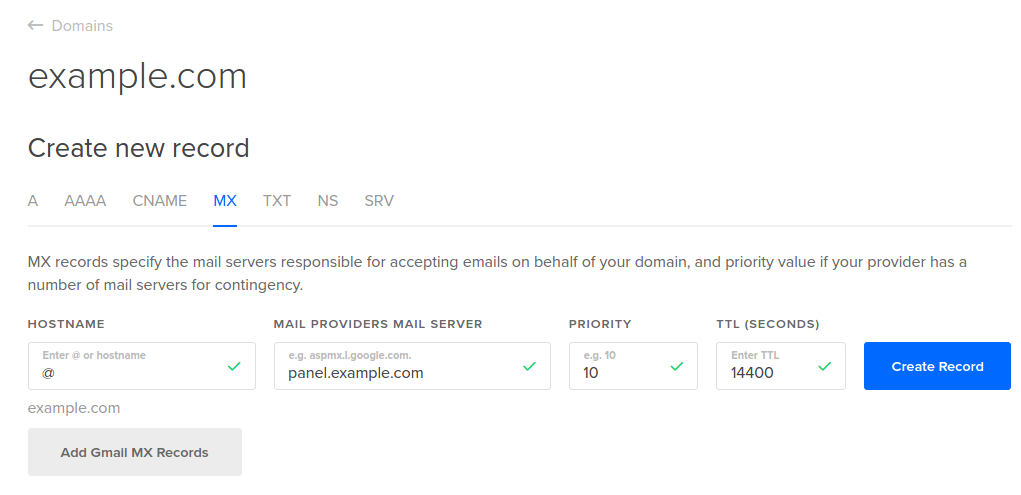 ← Domains
example.com
Create new record
A AAAA CNAME MX TXT NS SRV
MX records specify the mail servers responsible for accepting emails on behalf of your domain, and priority value if your provider has a
number of mail servers for contingency.
HOSTNAME MAIL PROVIDERS MAIL SERVER PRIORITY TTL (SECONDS)
Enter @ or hostname e.g. aspmx.l.google.com. e.g. 10 Enter TTL
@ panel.example.com 10 14400
Create Record
example.com
Add Gmail MX Records